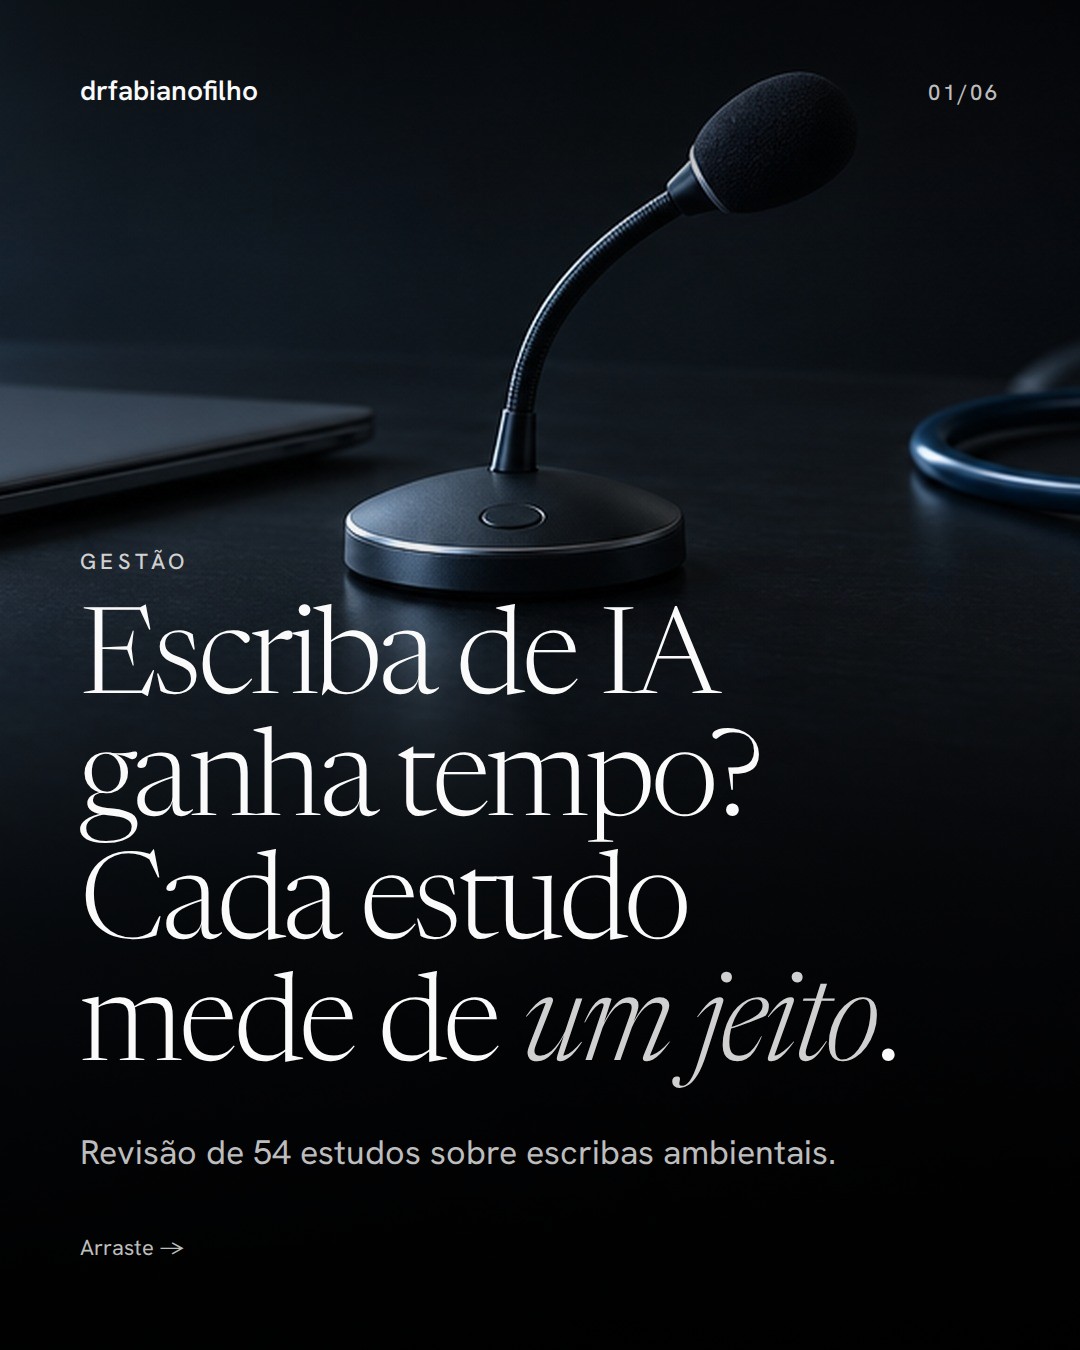 drfabianofilho
01/06
GESTÃO
Escriba de IA
ganha tempo?
Cada estudo
mede de um jeito.
Revisão de 54 estudos sobre escribas ambientais.
Arraste →